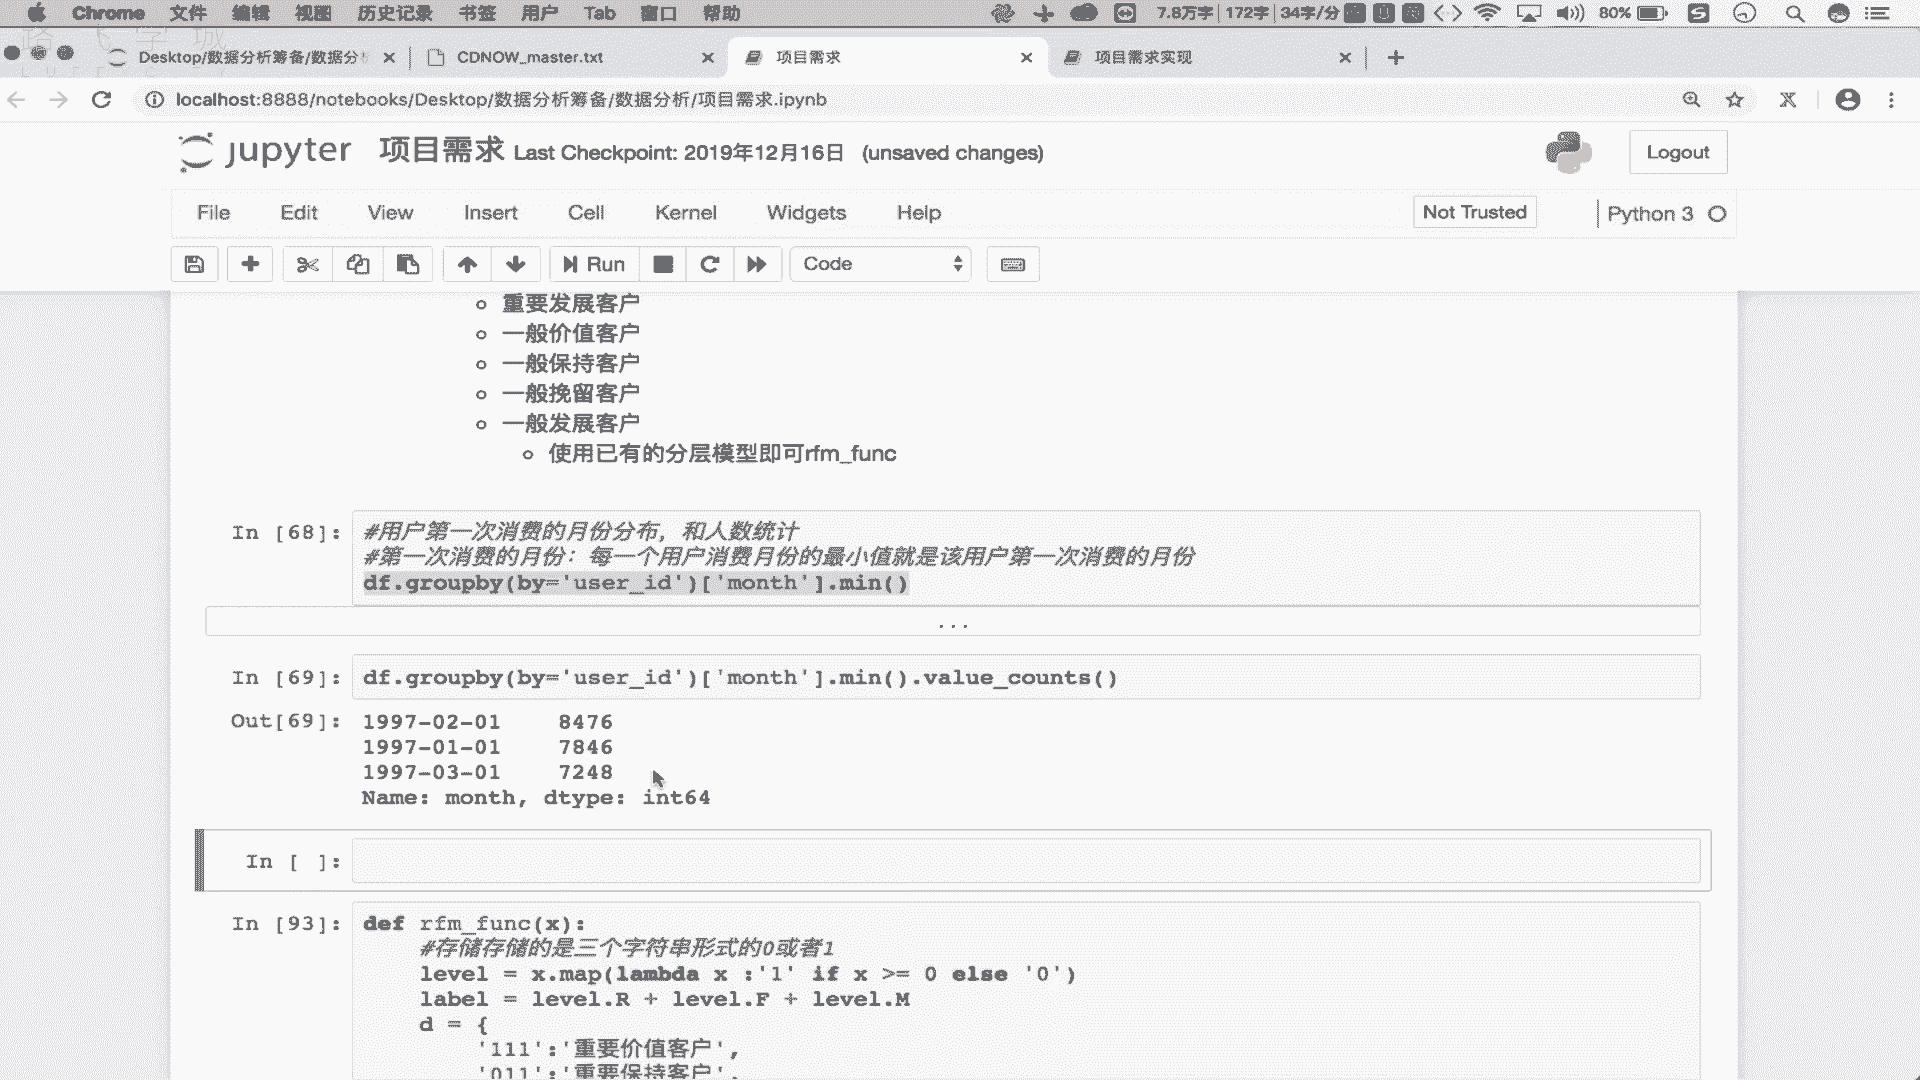 Chrome 文件 编辑 视图 历史记录 书签 用户 Tab 窗口 帮助 7.8万字 172字 34字/分 80%
Desktop/数据分析筹备/数据分 CDNOW_master.txt 项目需求 项目需求实现
localhost:8888/notebooks/Desktop/数据分析筹备/数据分析/项目需求.ipynb
jupyter 项目需求 Last Checkpoint: 2019年12月16日 (unsaved changes) Logout
File Edit View Insert Cell Kernel Widgets Help Not Trusted Python 3
Run Code
重要发展客户
一般价值客户
一般保持客户
一般挽留客户
一般发展客户
使用已有的分层模型即可rfm_func
In [68]: #用户第一次消费的月份分布，和人数统计
#第一次消费的月份：每一个用户消费月份的最小值就是该用户第一次消费的月份
df.groupby(by='user_id')['month'].min()
...
In [69]: df.groupby(by='user_id')['month'].min().value_counts()
Out[69]: 1997-02-01 8476
1997-01-01 7846
1997-03-01 7248
Name: month, dtype: int64
In [ ]:
In [93]: def rfm_func(x):
#存储存储的是三个字符串形式的0或者1
level = x.map(lambda x :'1' if x >= 0 else '0')
label = level.R + level.F + level.M
d = {
'111':'重要价值客户',
'011':'重要保持客户',